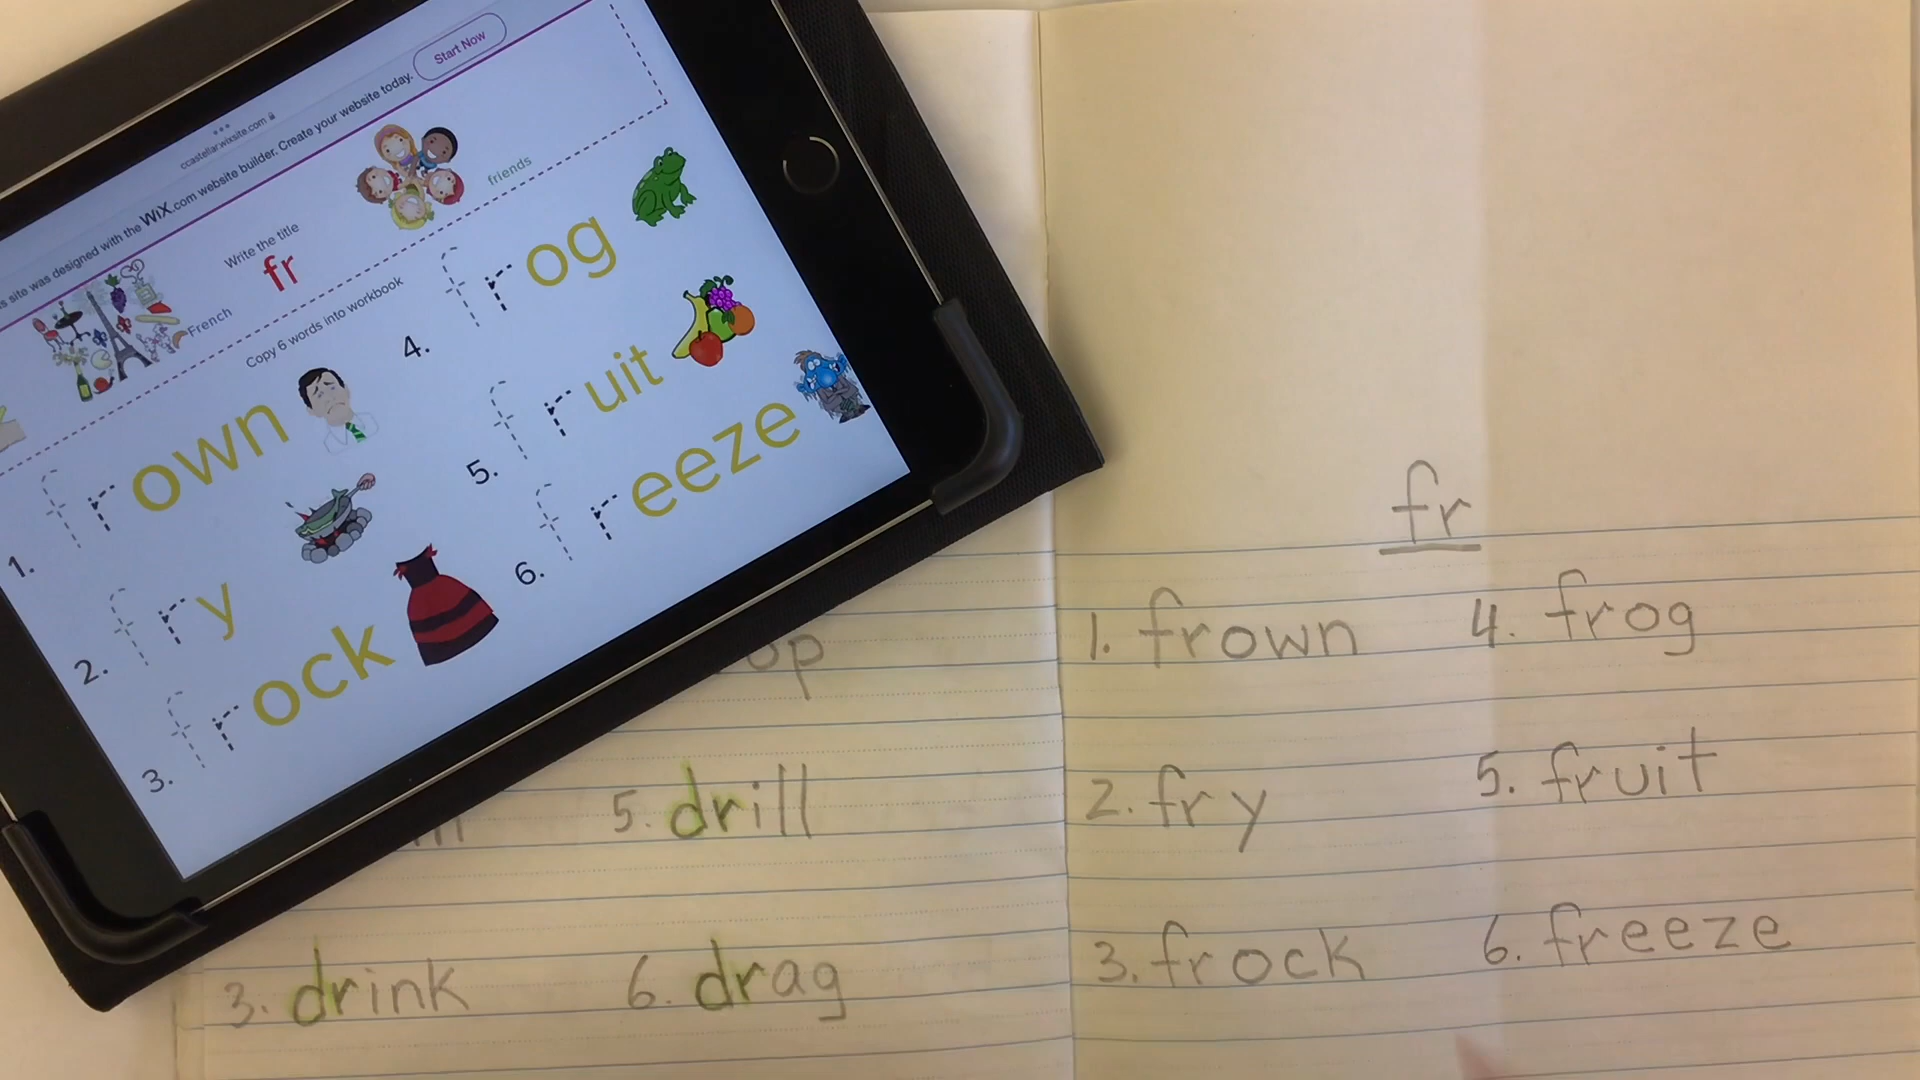 ccastellar.wixsite.com
site was designed with the WiX.com website builder. Create your website today. Start Now
Write the title
fr
French
friends
Copy 6 words into workbook
1. frown
2. fry
3. frock
4. frog
5. fruit
6. freeze
5. drill
3. drink
6. drag
fr
1. frown
4. frog
2. fry
5. fruit
3. frock
6. freeze